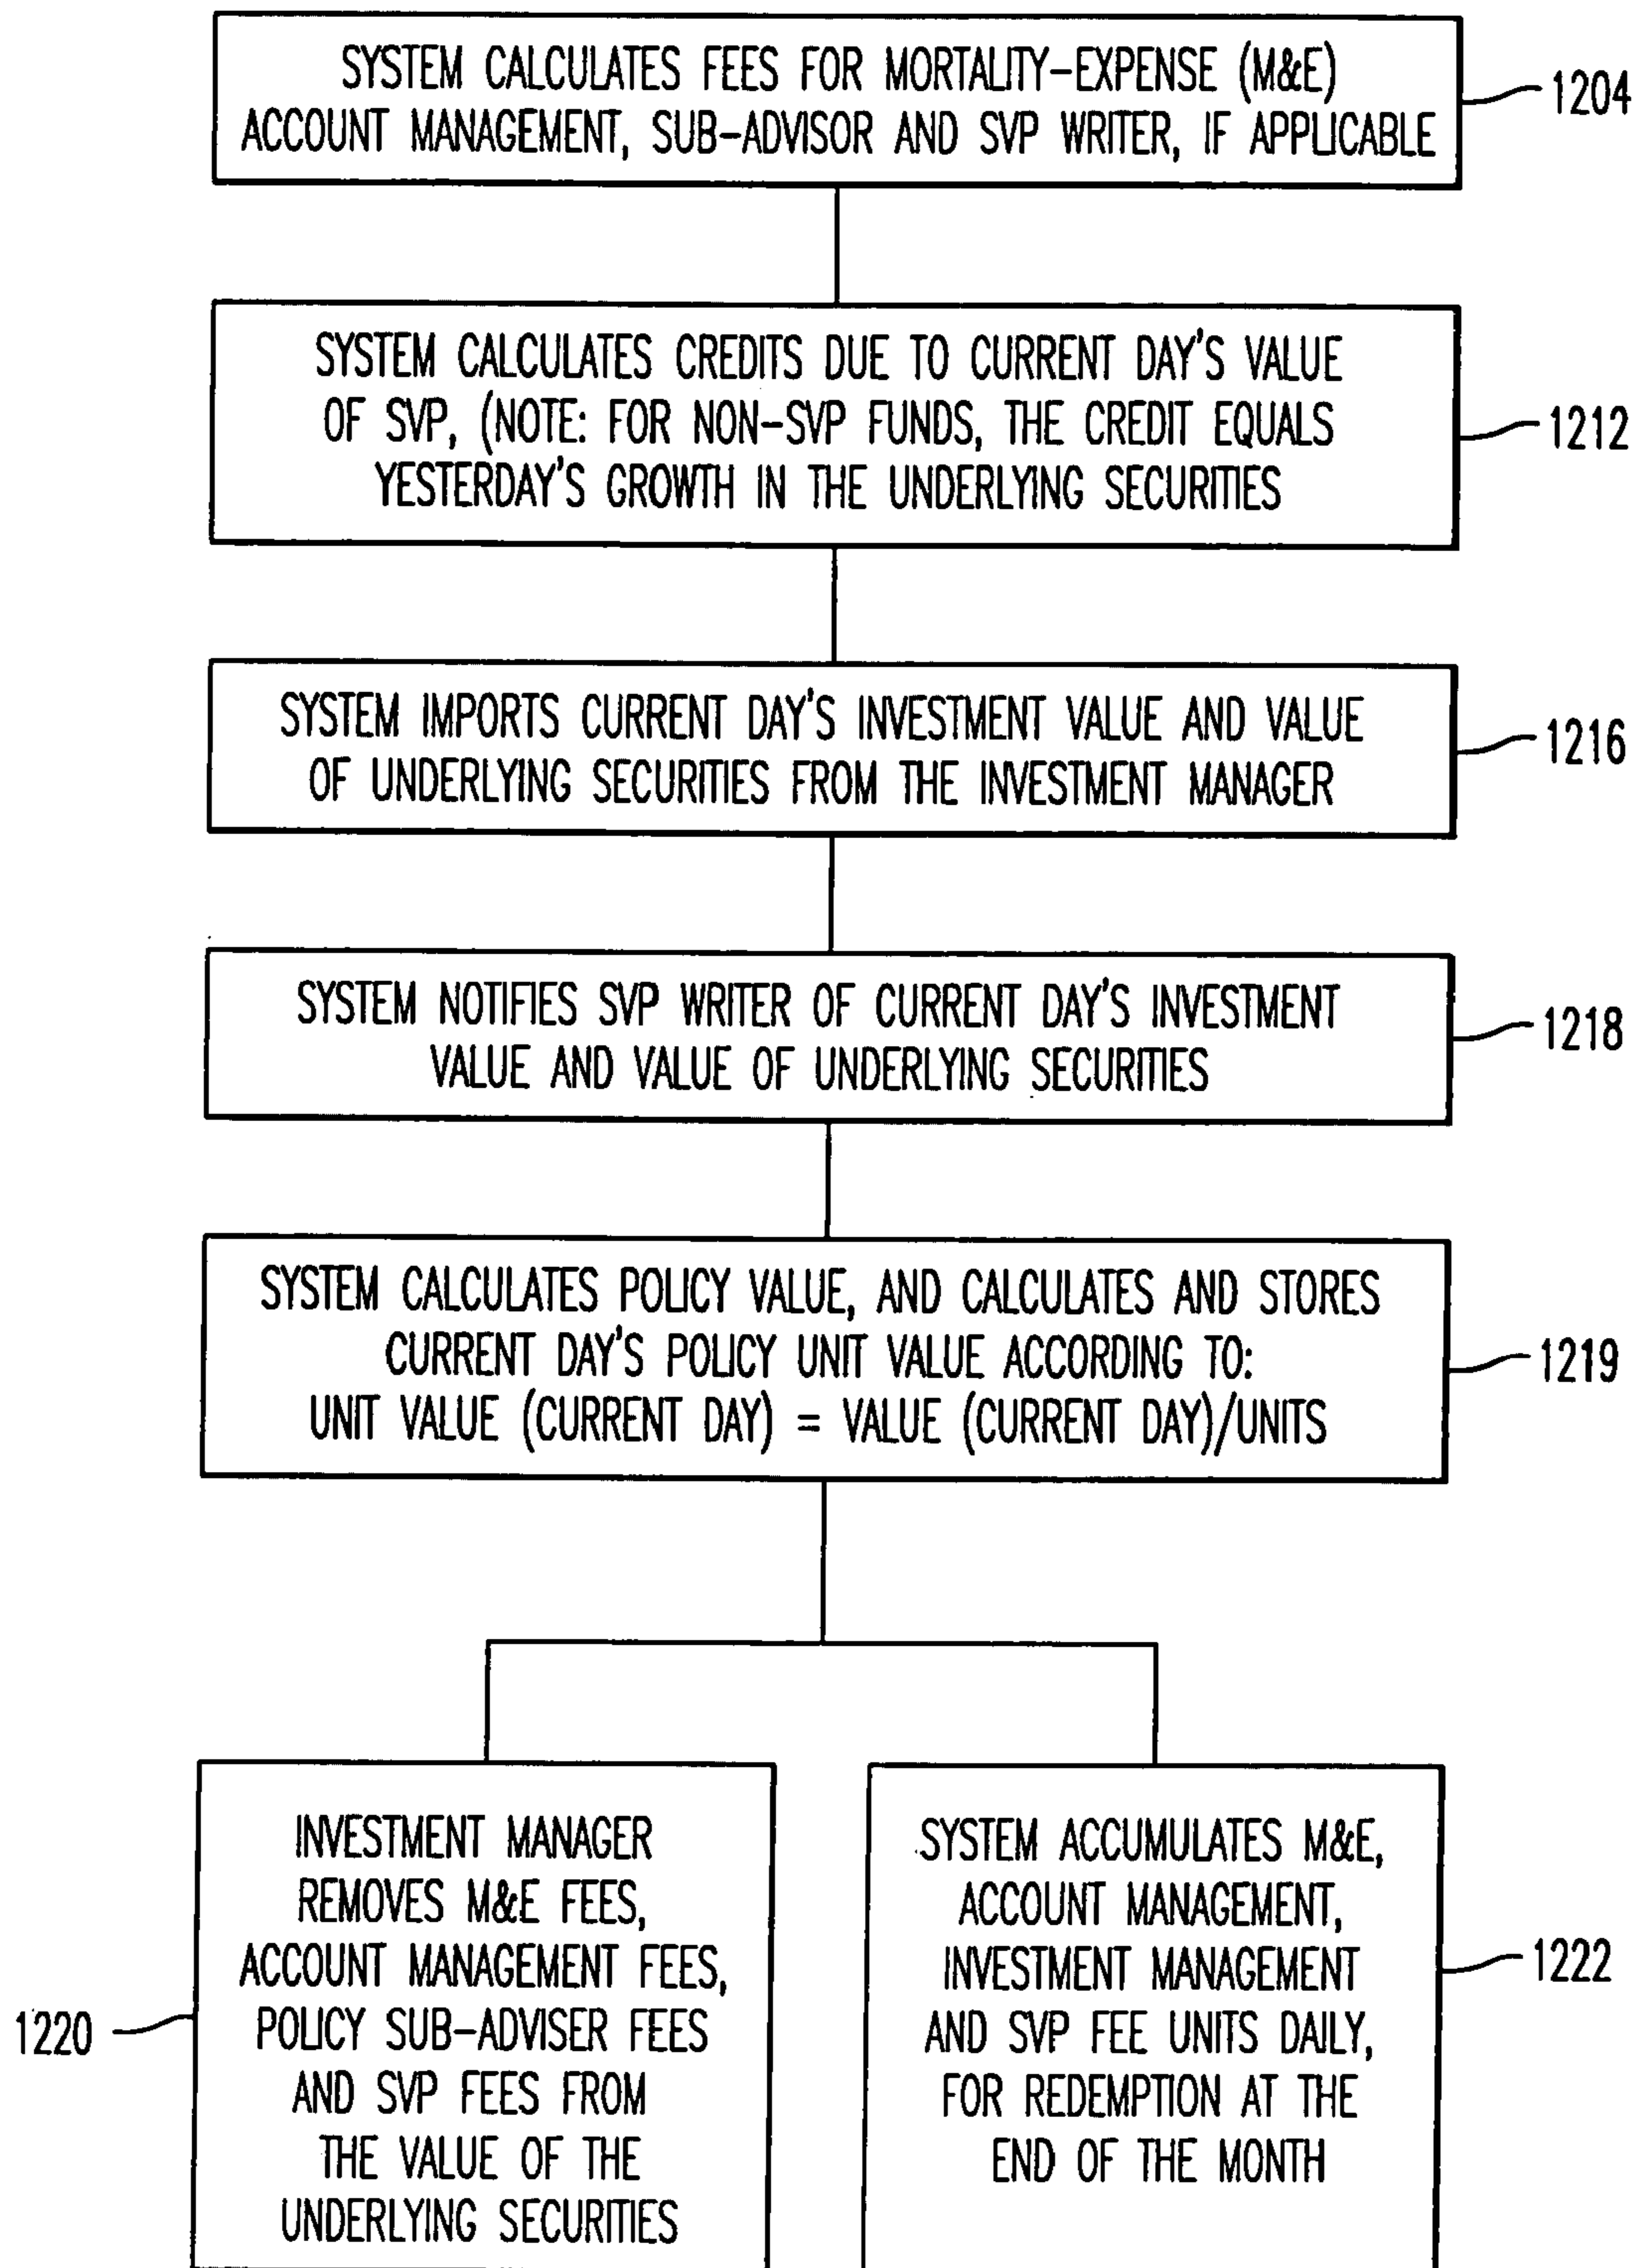 SYSTEM CALCULATES FEES FOR MORTALITY-EXPENSE (M&E)
ACCOUNT MANAGEMENT, SUB-ADVISOR AND SVP WRITER, IF APPLICABLE
1204
SYSTEM CALCULATES CREDITS DUE TO CURRENT DAY'S VALUE
OF SVP, (NOTE: FOR NON-SVP FUNDS, THE CREDIT EQUALS
YESTERDAY'S GROWTH IN THE UNDERLYING SECURITIES
1212
SYSTEM IMPORTS CURRENT DAY'S INVESTMENT VALUE AND VALUE
OF UNDERLYING SECURITIES FROM THE INVESTMENT MANAGER
1216
SYSTEM NOTIFIES SVP WRITER OF CURRENT DAY'S INVESTMENT
VALUE AND VALUE OF UNDERLYING SECURITIES
1218
SYSTEM CALCULATES POLICY VALUE, AND CALCULATES AND STORES
CURRENT DAY'S POLICY UNIT VALUE ACCORDING TO:
UNIT VALUE (CURRENT DAY) = VALUE (CURRENT DAY)/UNITS
1219
INVESTMENT MANAGER
REMOVES M&E FEES,
ACCOUNT MANAGEMENT FEES,
POLICY SUB-ADVISER FEES
AND SVP FEES FROM
THE VALUE OF THE
UNDERLYING SECURITIES
1220
SYSTEM ACCUMULATES M&E,
ACCOUNT MANAGEMENT,
INVESTMENT MANAGEMENT
AND SVP FEE UNITS DAILY,
FOR REDEMPTION AT THE
END OF THE MONTH
1222